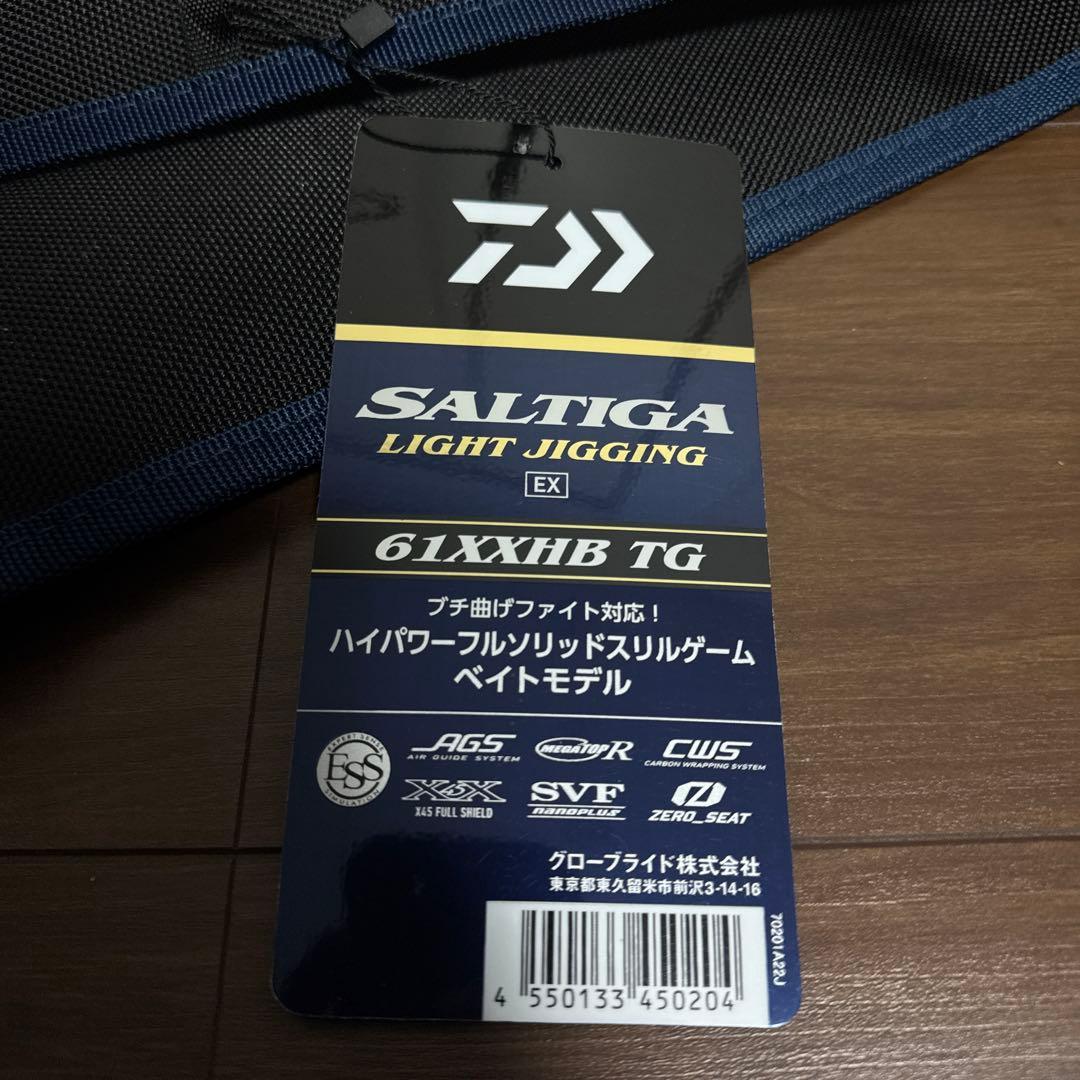 SALTIGA
LIGHT JIGGING
EX
61XXHB TG
ブチ曲げファイト対応！
ハイパワーフルソリッドスリルゲーム
ベイトモデル
EXPERT SENSE
ESS
SIMULATION
AGS
AIR GUIDE SYSTEM
MEGATOP R
CWS
CARBON WRAPPING SYSTEM
X45X
X45 FULL SHIELD
SVF
nanoplus
ZERO_SEAT
グローブライド株式会社
東京都東久留米市前沢3-14-16
4 550133 450204
70201A22J